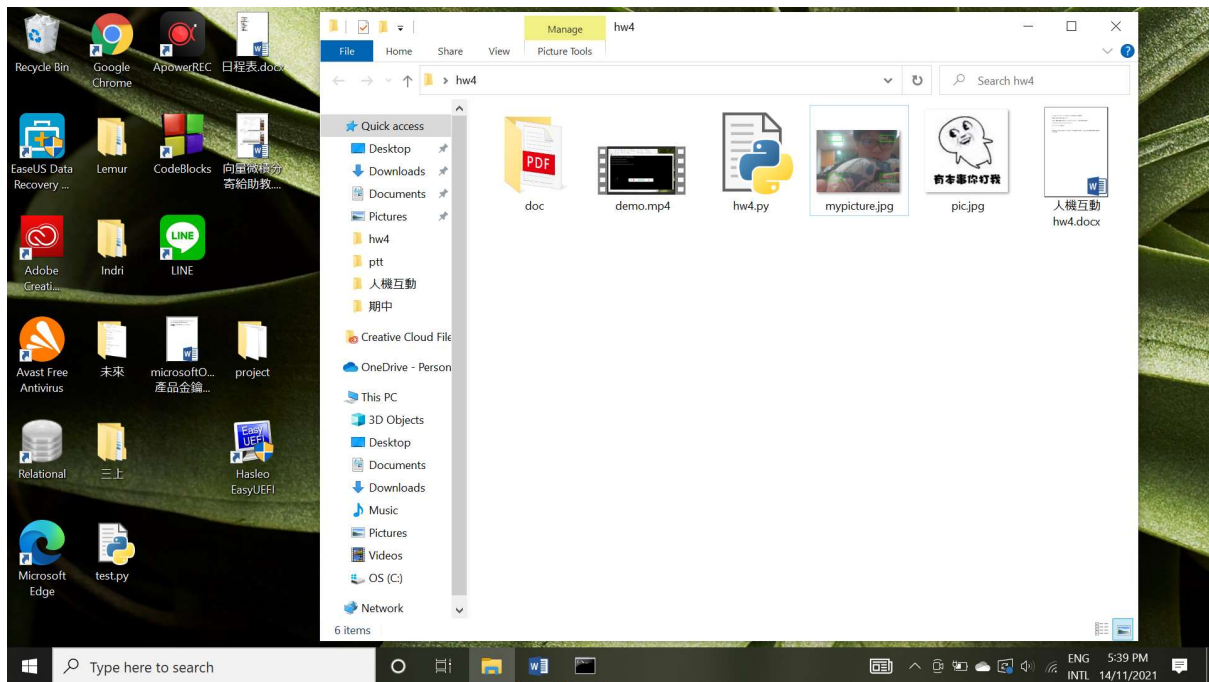 Recycle Bin
Google
Chrome
ApowerREC
日程表.docx
EaseUS Data
Recovery ...
Lemur
CodeBlocks
向量微積分
寄給助教....
Adobe
Creati...
Indri
LINE
LINE
Avast Free
Antivirus
未來
microsoftO...
產品金鑰...
project
Relational
三上
Easy
UEFI
Hasleo
EasyUEFI
Microsoft
Edge
test.py
Manage
hw4
File
Home
Share
View
Picture Tools
hw4
Search hw4
Quick access
Desktop
Downloads
Documents
Pictures
hw4
ptt
人機互動
期中
Creative Cloud File
OneDrive - Person
This PC
3D Objects
Desktop
Documents
Downloads
Music
Pictures
Videos
OS (C:)
Network
6 items
PDF
doc
demo.mp4
hw4.py
mypicture.jpg
有本事你打我
pic.jpg
人機互動
hw4.docx
Type here to search
ENG
INTL
5:39 PM
14/11/2021